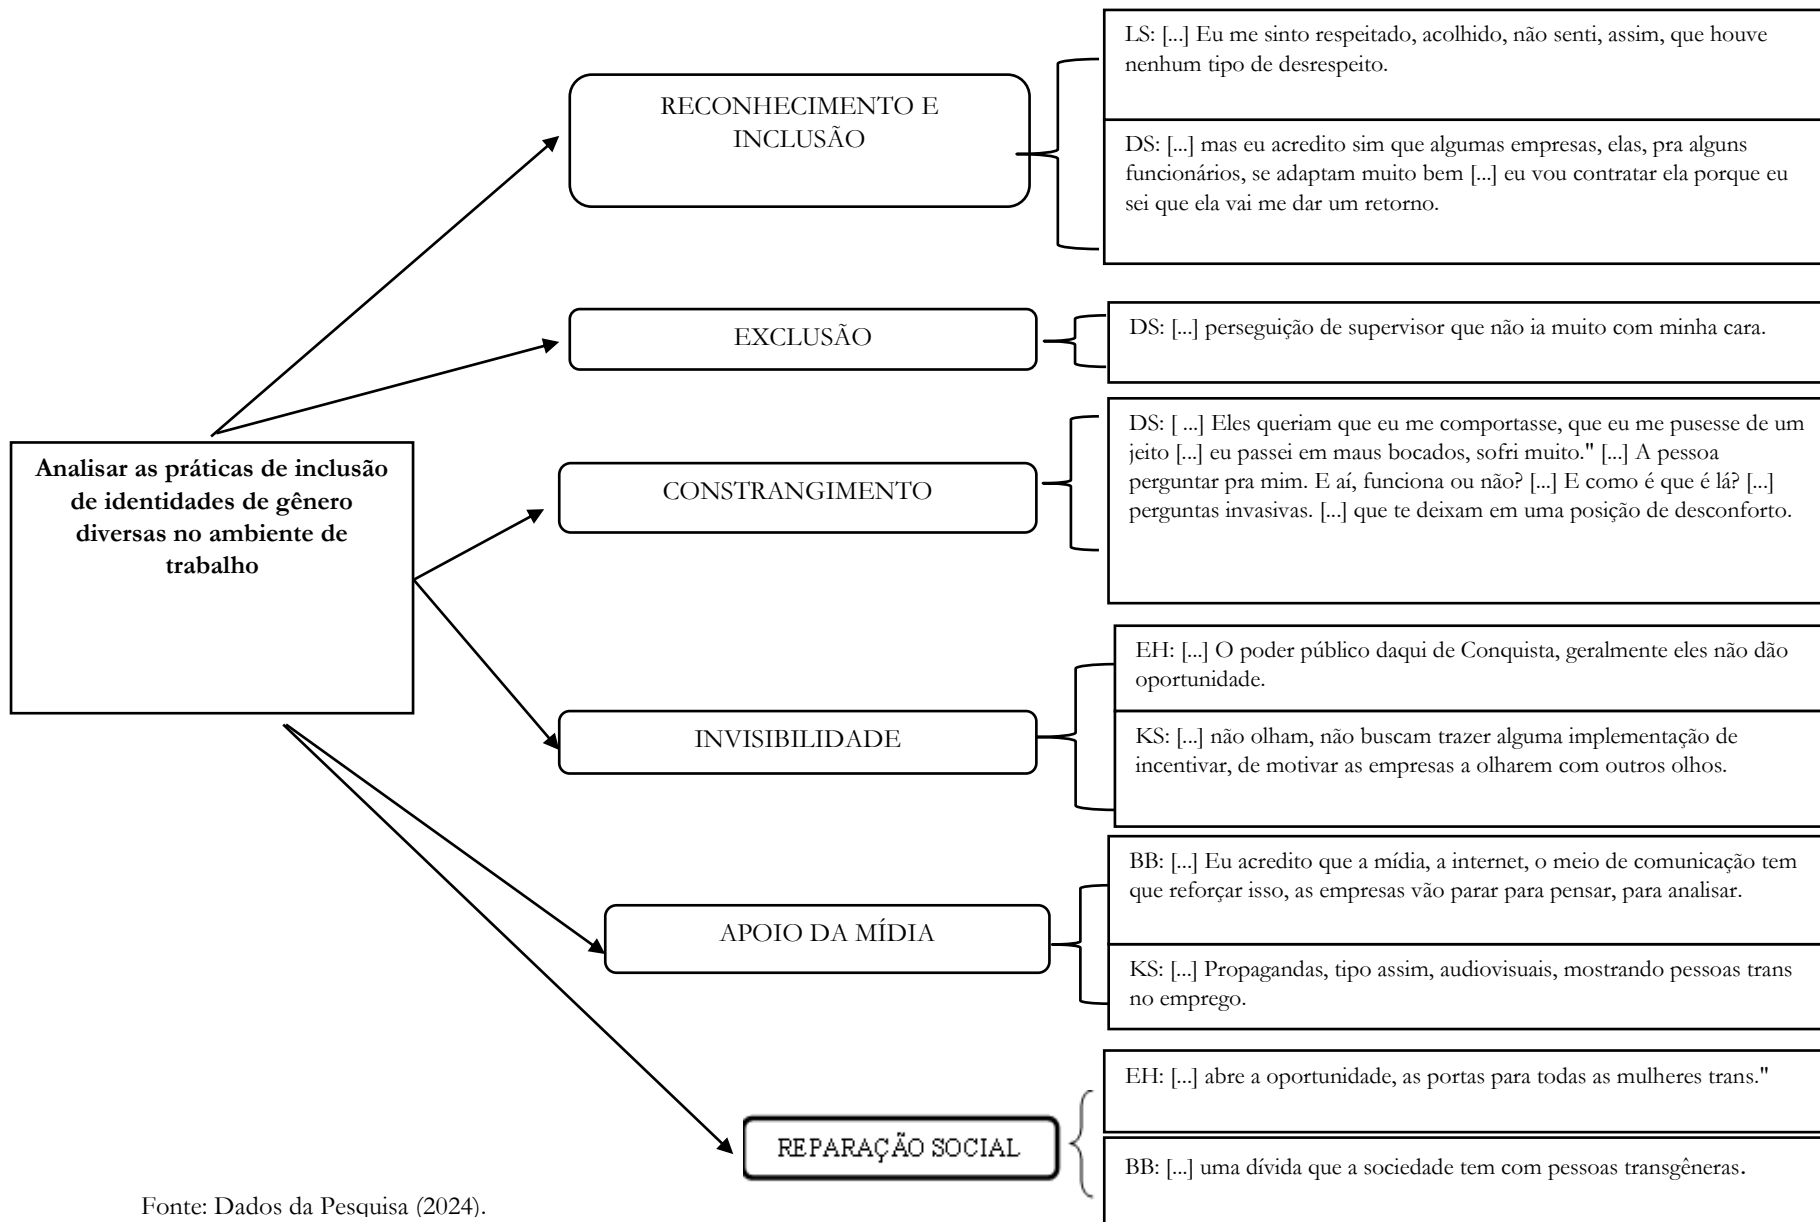 Analisar as práticas de inclusão
de identidades de gênero
diversas no ambiente de
trabalho
RECONHECIMENTO E
INCLUSÃO
LS: [...] Eu me sinto respeitado, acolhido, não senti, assim, que houve
nenhum tipo de desrespeito.
DS: [...] mas eu acredito sim que algumas empresas, elas, pra alguns
funcionários, se adaptam muito bem [...] eu vou contratar ela porque eu
sei que ela vai me dar um retorno.
EXCLUSÃO
DS: [...] perseguição de supervisor que não ia muito com minha cara.
CONSTRANGIMENTO
DS: [ ...] Eles queriam que eu me comportasse, que eu me pusesse de um
jeito [...] eu passei em maus bocados, sofri muito." [...] A pessoa
perguntar pra mim. E aí, funciona ou não? [...] E como é que é lá? [...]
perguntas invasivas. [...] que te deixam em uma posição de desconforto.
INVISIBILIDADE
EH: [...] O poder público daqui de Conquista, geralmente eles não dão
oportunidade.
KS: [...] não olham, não buscam trazer alguma implementação de
incentivar, de motivar as empresas a olharem com outros olhos.
APOIO DA MÍDIA
BB: [...] Eu acredito que a mídia, a internet, o meio de comunicação tem
que reforçar isso, as empresas vão parar para pensar, para analisar.
KS: [...] Propagandas, tipo assim, audiovisuais, mostrando pessoas trans
no emprego.
REPARAÇÃO SOCIAL
EH: [...] abre a oportunidade, as portas para todas as mulheres trans."
BB: [...] uma dívida que a sociedade tem com pessoas transgêneras.
Fonte: Dados da Pesquisa (2024).